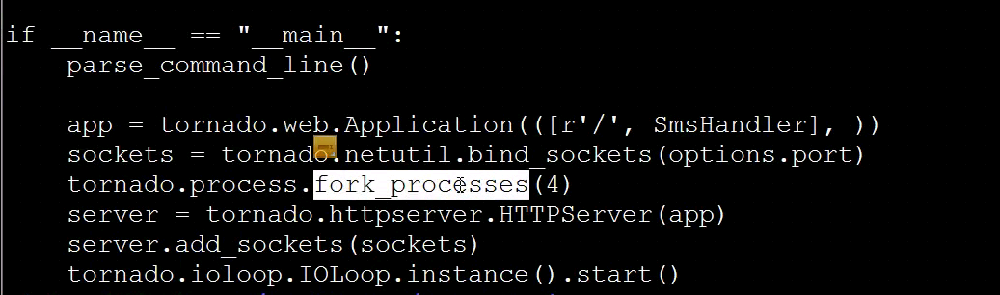 if __name__ == "__main__":
    parse_command_line()
    app = tornado.web.Application(([r'/', SmsHandler], ))
    sockets = tornado.netutil.bind_sockets(options.port)
    tornado.process.fork_processes(4)
    server = tornado.httpserver.HTTPServer(app)
    server.add_sockets(sockets)
    tornado.ioloop.IOLoop.instance().start()